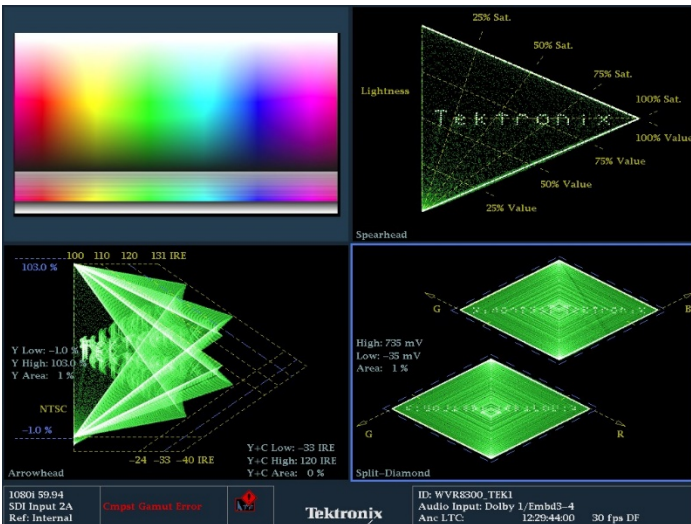 25% Sat.
50% Sat.
75% Sat.
100% Sat.
Lightness
Tektronix
100% Value
75% Value
50% Value
25% Value
Spearhead
100 110 120 131 IRE
103.0 %
Y Low: -1.0 %
Y High: 103.0 %
Y Area: 1 %
NTSC
-1.0 %
-24 -33 -40 IRE
Y+C Low: -33 IRE
Y+C High: 120 IRE
Y+C Area: 0 %
Arrowhead
G B
High: 735 mV
Low: -35 mV
Area: 1 %
G R
Split-Diamond
1080i 59.94
SDI Input 2A
Ref: Internal
Cmpst Gamut Error
Tektronix
ID: WVR8300_TEK1
Audio Input: Dolby 1/Embd3-4
Anc LTC: 12:29:44:00 30 fps DF